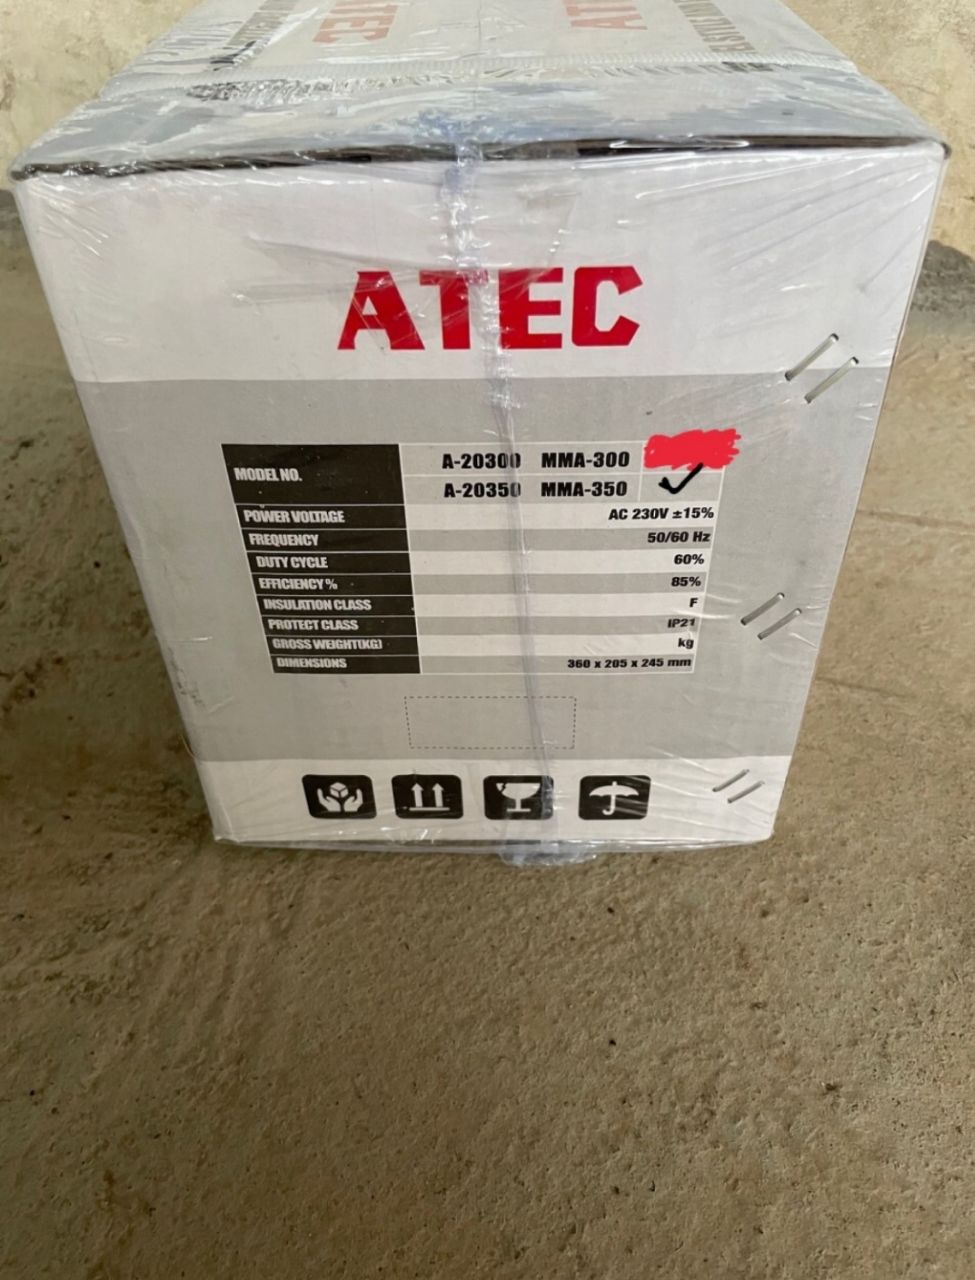 ATEC
ATEC
MODEL NO.
A-20300 MMA-300
A-20350 MMA-350
POWER VOLTAGE AC 230V ±15%
FREQUENCY 50/60 Hz
DUTY CYCLE 60%
EFFICIENCY % 85%
INSULATION CLASS F
PROTECT CLASS IP21
GROSS WEIGHT(KG) kg
DIMENSIONS 360 x 205 x 245 mm